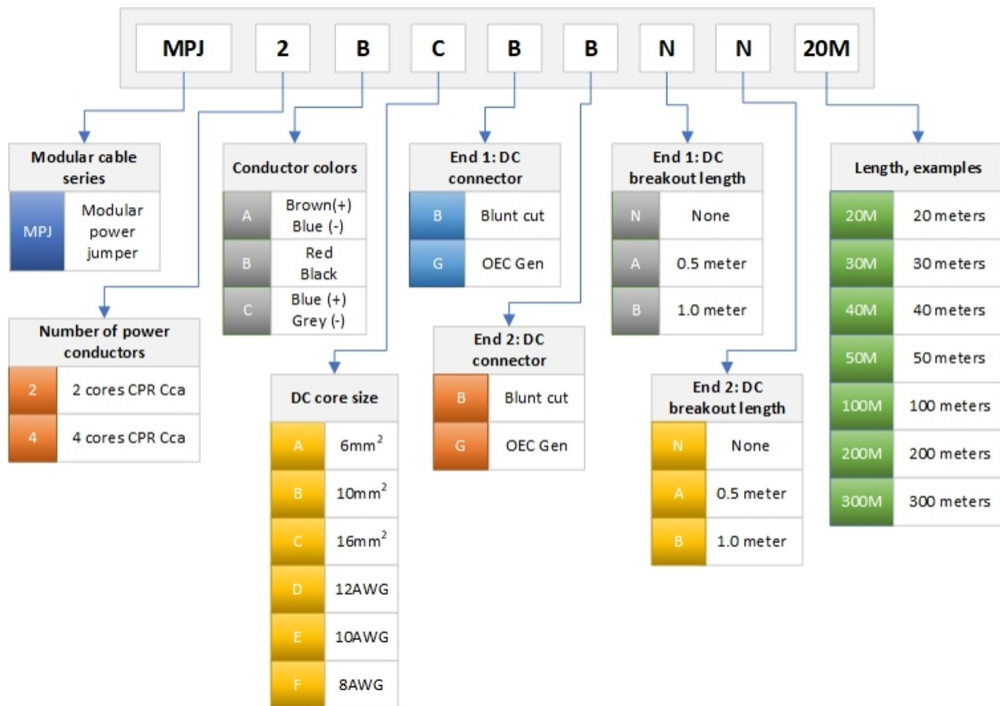 MPJ 2 B C B B N N 20M
Modular cable
series
MPJ
Modular
power
jumper
Number of power
conductors
2 2 cores CPR Cca
4 4 cores CPR Cca
Conductor colors
A
Brown(+)
Blue (-)
B
Red
Black
C
Blue (+)
Grey (-)
DC core size
A 6mm²
B 10mm²
C 16mm²
D 12AWG
E 10AWG
F 8AWG
End 1: DC
connector
B Blunt cut
G OEC Gen
End 2: DC
connector
B Blunt cut
G OEC Gen
End 1: DC
breakout length
N None
A 0.5 meter
B 1.0 meter
End 2: DC
breakout length
N None
A 0.5 meter
B 1.0 meter
Length, examples
20M 20 meters
30M 30 meters
40M 40 meters
50M 50 meters
100M 100 meters
200M 200 meters
300M 300 meters